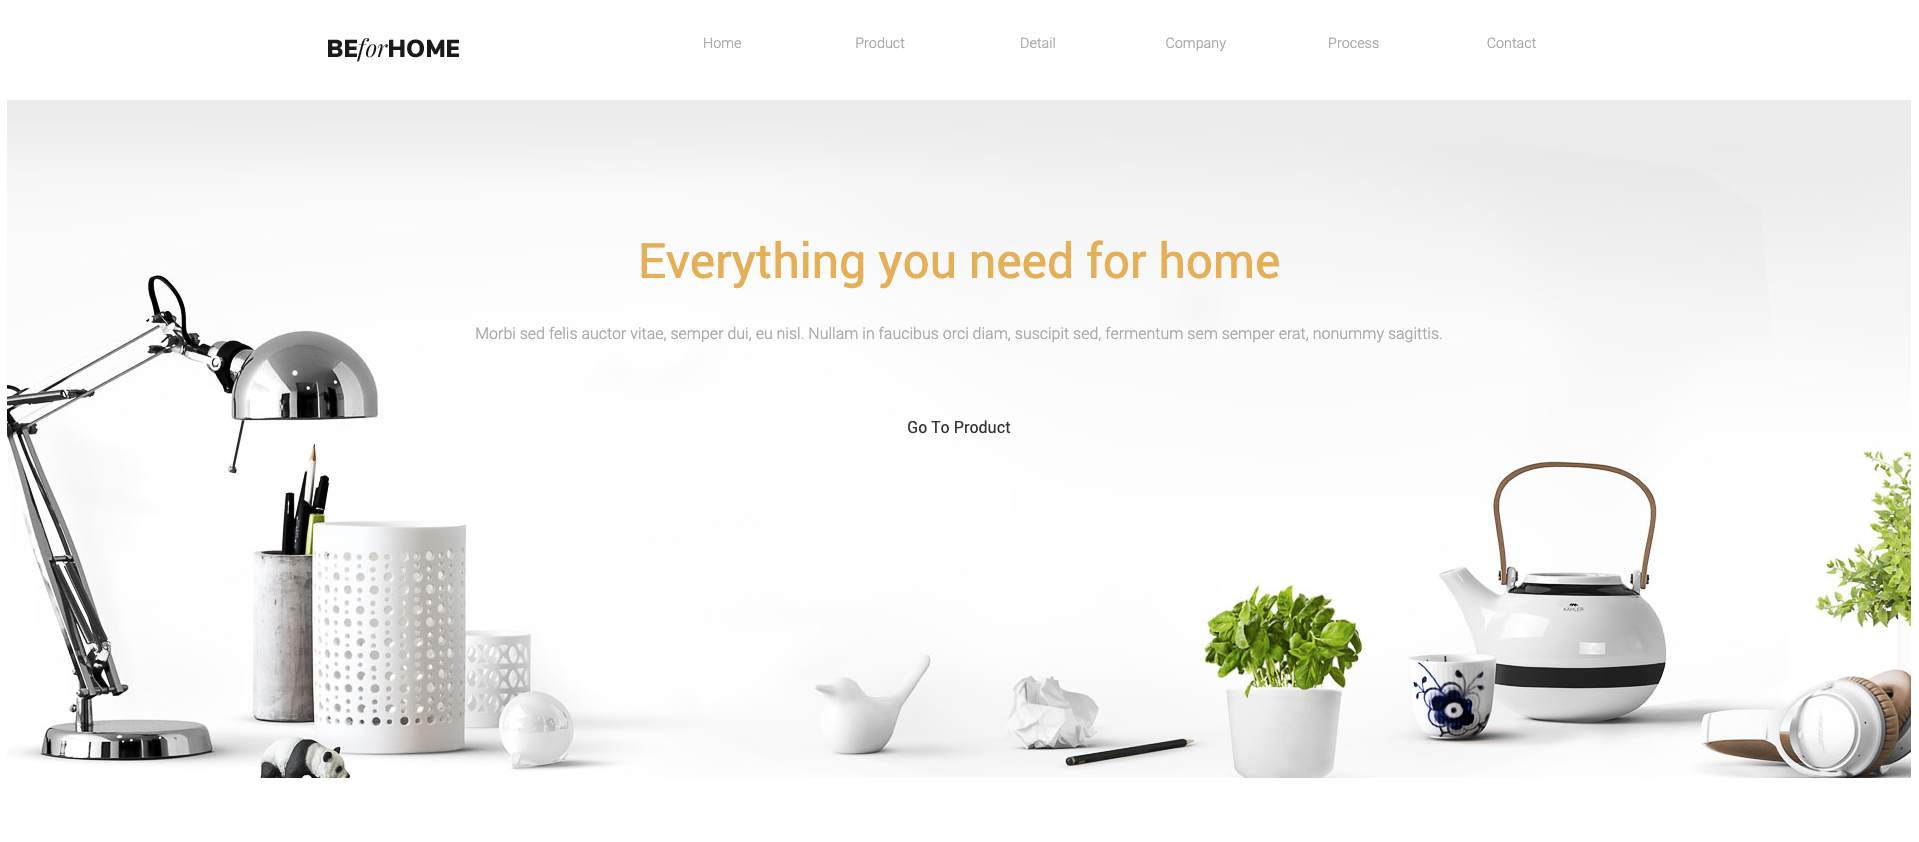 BEforHOME
Home Product Detail Company Process Contact
Everything you need for home
Morbi sed felis auctor vitae, semper dui, eu nisl. Nullam in faucibus orci diam, suscipit sed, fermentum sem semper erat, nonummy sagittis.
Go To Product
KÄHLER